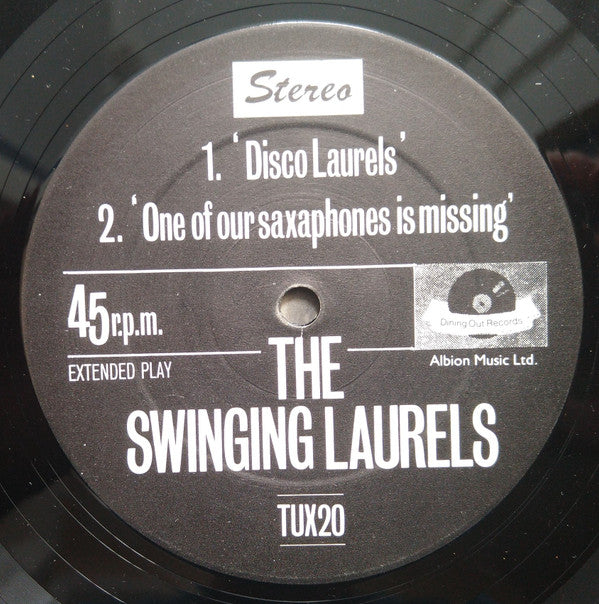 Stereo
1. 'Disco Laurels'
2. 'One of our saxaphones is missing'
45 r.p.m.
EXTENDED PLAY
Dining Out Records
Albion Music Ltd.
THE
SWINGING LAURELS
TUX20